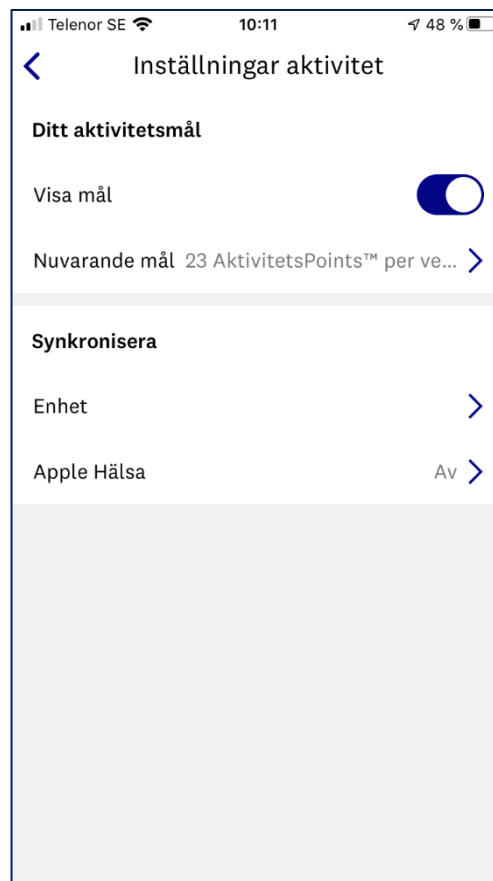 Telenor SE 10:11 48 %
Inställningar aktivitet
Ditt aktivitetsmål
Visa mål
Nuvarande mål 23 AktivitetsPoints™ per ve...
Synkronisera
Enhet
Apple Hälsa Av